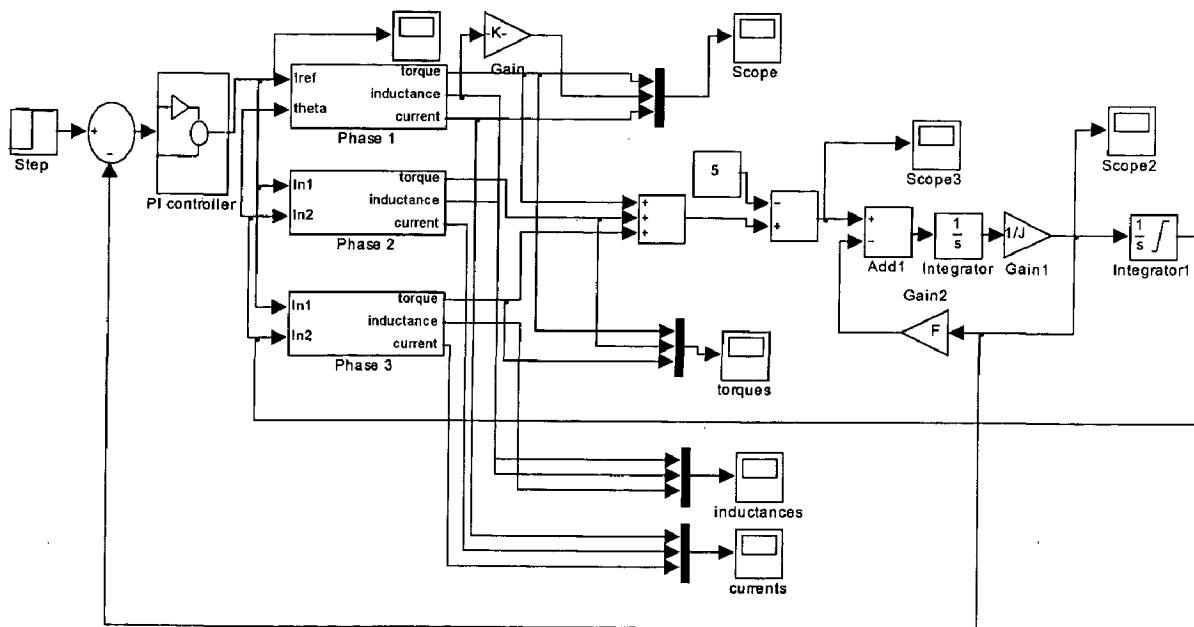 -K-
Gain
Scope
Iref
theta
torque
inductance
current
Phase 1
Step
+
-
PI controller
In1
In2
torque
inductance
current
Phase 2
+
+
+
5
-
+
Scope3
Scope2
+
-
Add1
1
s
Integrator
1/J
Gain1
1
s
Integrator1
Gain2
F
In1
In2
torque
inductance
current
Phase 3
torques
inductances
currents